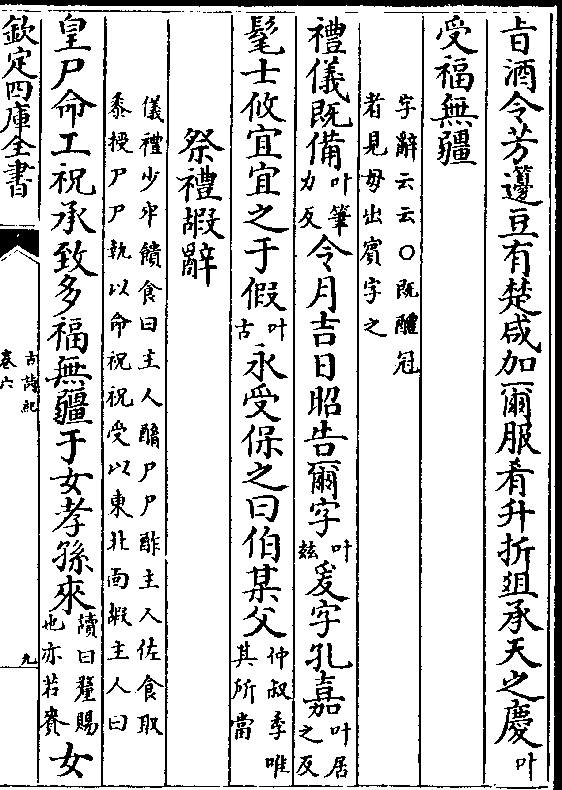 旨酒令芳籩豆有楚咸加爾服肴升折俎承天之慶叶
受福無疆
字辭云云〇既醮冠
者見母出賓字之
禮儀既備叶筆力反令月吉日昭告爾字叶玆爰字孔嘉叶居之反
髦士攸宜宜之于假叶古永受保之曰伯某父仲叔季唯其所當
祭禮嘏辭
儀禮少牢饋食曰主人酳尸尸酢主人佐食取
黍授尸尸執以命祝祝受以東北面嘏主人曰
皇尸命工祝承致多福無疆于女孝孫來讀曰釐賜也亦若賚女
欽定四庫全書
古詩紀
卷六
九